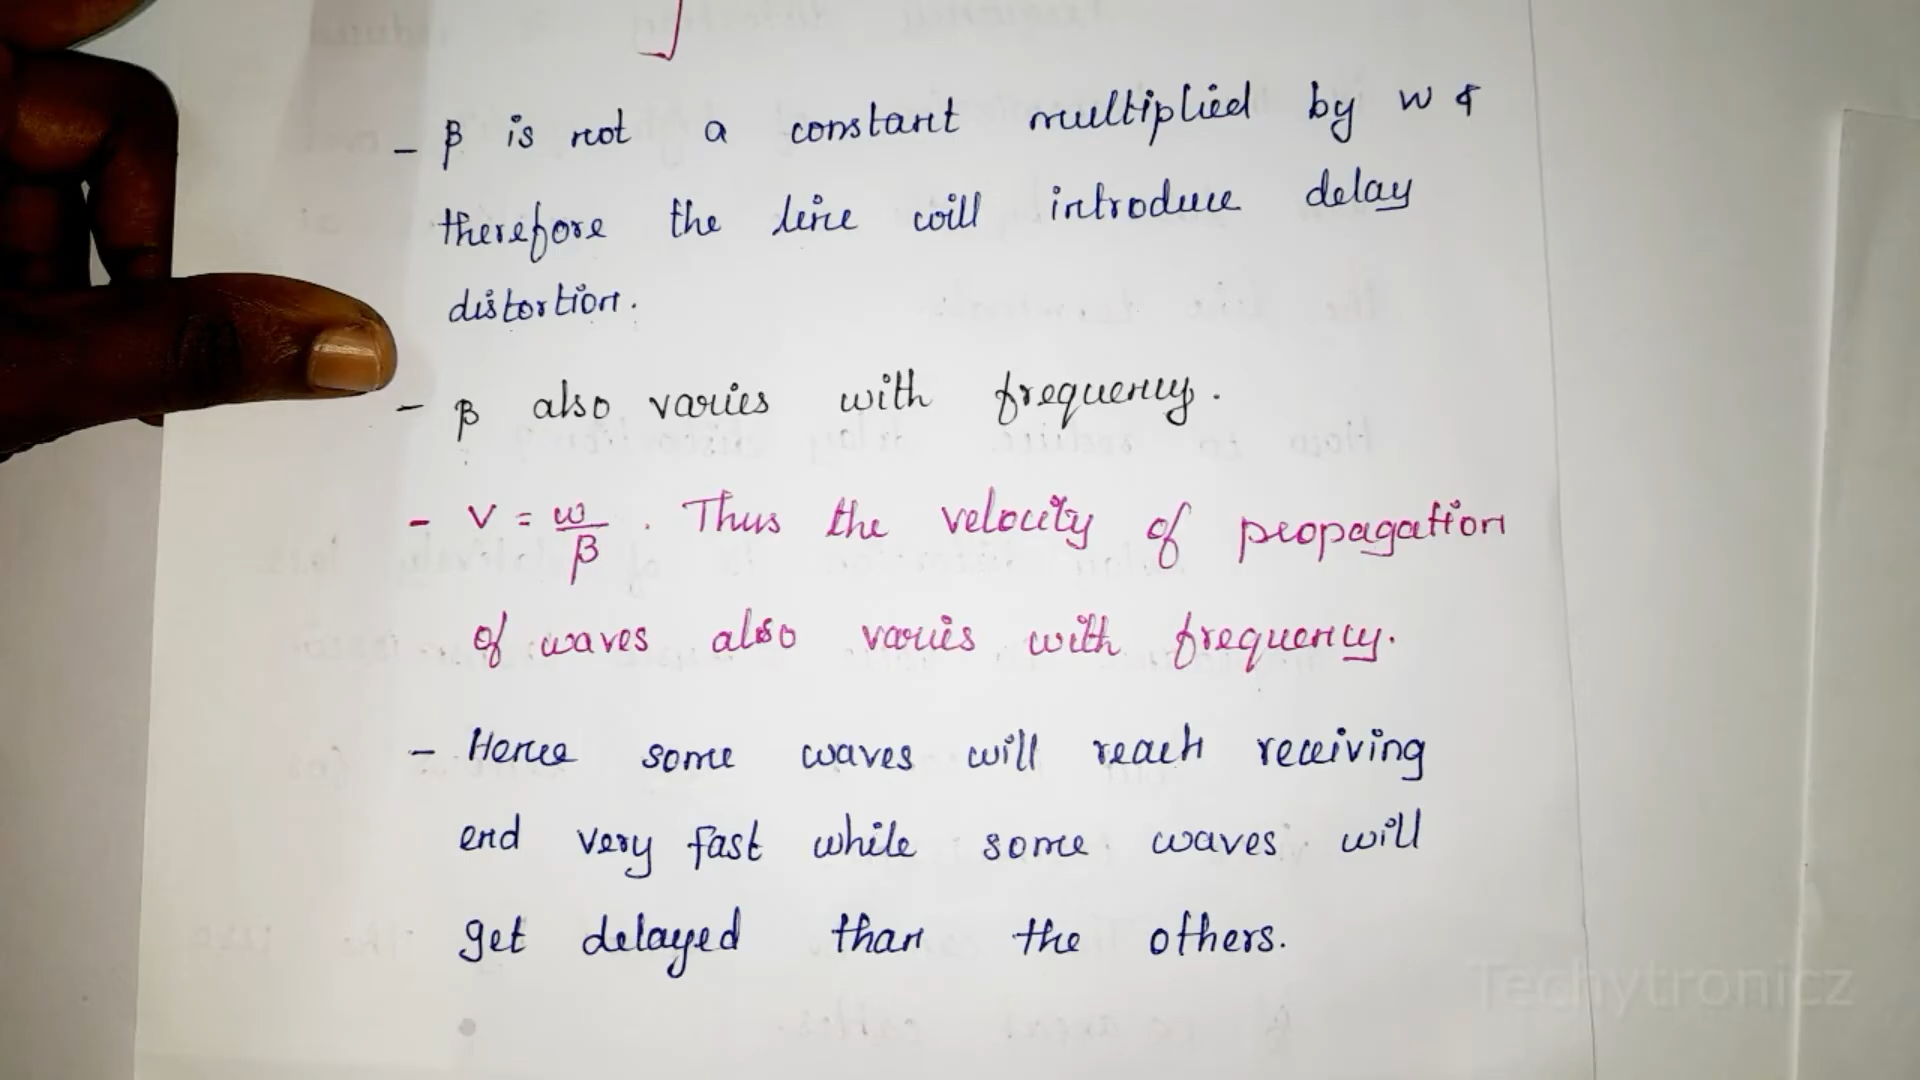 - β is not a constant multiplied by w &
therefore the line will introduce delay
distortion.
- β also varies with frequency.
- V = ω/β . Thus the velocity of propagation
of waves also varies with frequency.
- Hence some waves will reach receiving
end very fast while some waves will
get delayed than the others.
Techytronicz